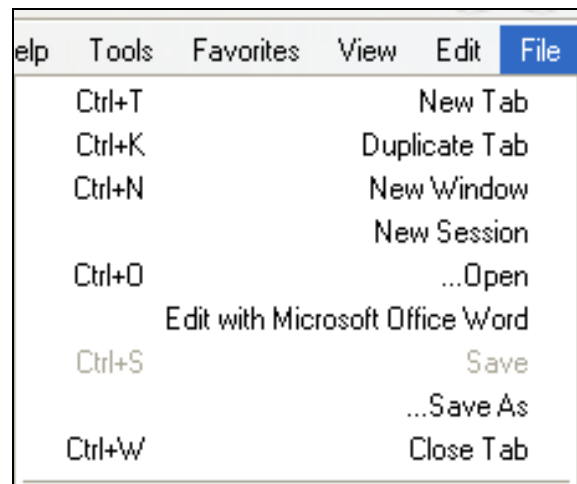 elp Tools Favorites View Edit File
Ctrl+T New Tab
Ctrl+K Duplicate Tab
Ctrl+N New Window
New Session
Ctrl+O ...Open
Edit with Microsoft Office Word
Ctrl+S Save
...Save As
Ctrl+W Close Tab